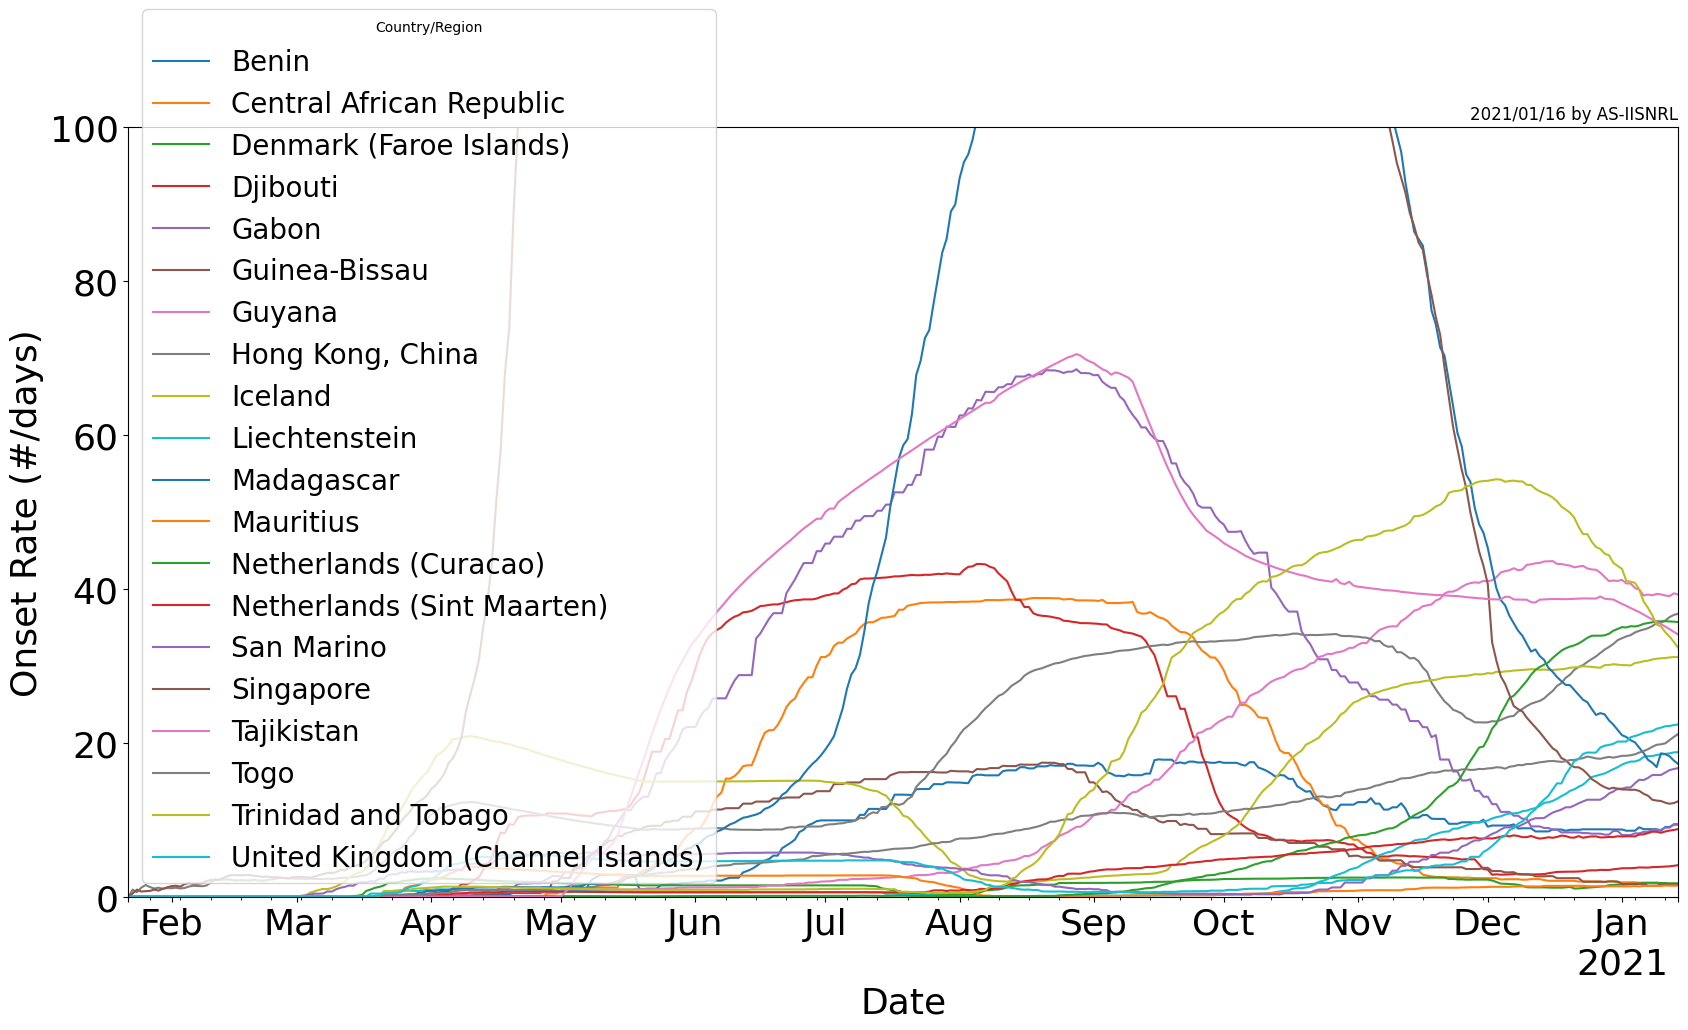 Country/Region
Benin
Central African Republic
Denmark (Faroe Islands)
Djibouti
Gabon
Guinea-Bissau
Guyana
Hong Kong, China
Iceland
Liechtenstein
Madagascar
Mauritius
Netherlands (Curacao)
Netherlands (Sint Maarten)
San Marino
Singapore
Tajikistan
Togo
Trinidad and Tobago
United Kingdom (Channel Islands)
2021/01/16 by AS-IISNRL
100
80
60
40
20
0
Onset Rate (#/days)
Feb Mar Apr May Jun Jul Aug Sep Oct Nov Dec Jan
2021
Date